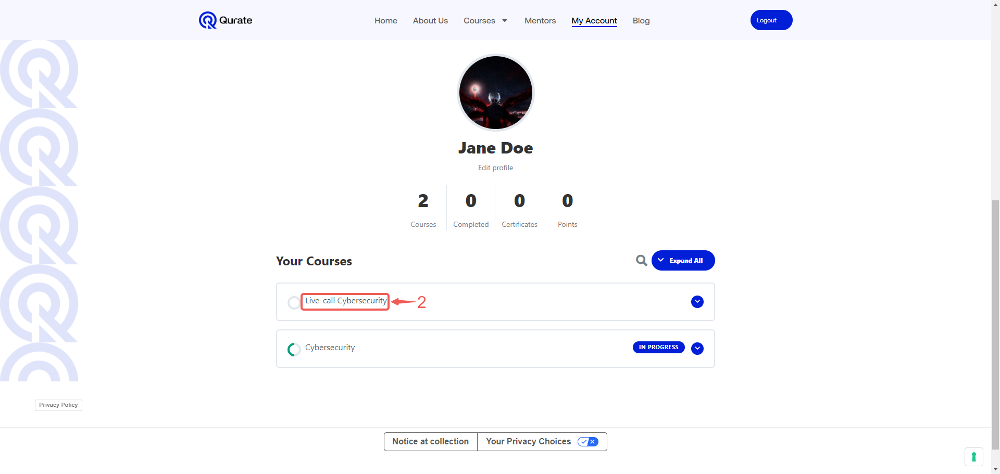 Qurate
Home About Us Courses Mentors My Account Blog
Logout
Jane Doe
Edit profile
2 0 0 0
Courses Completed Certificates Points
Your Courses
Expand All
Live-call Cybersecurity 2
Cybersecurity IN PROGRESS
Privacy Policy
Notice at collection Your Privacy Choices